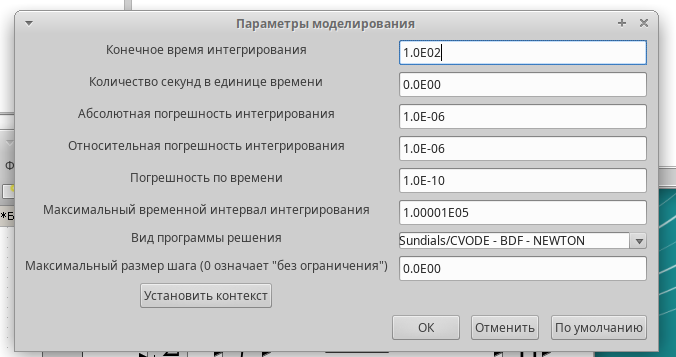 Параметры моделирования
Конечное время интегрирования 1.0E02
Количество секунд в единице времени 0.0E00
Абсолютная погрешность интегрирования 1.0E-06
Относительная погрешность интегрирования 1.0E-06
Погрешность по времени 1.0E-10
Максимальный временной интервал интегрирования 1.00001E05
Вид программы решения Sundials/CVODE - BDF - NEWTON
Максимальный размер шага (0 означает "без ограничения") 0.0E00
Установить контекст
ОК Отменить По умолчанию